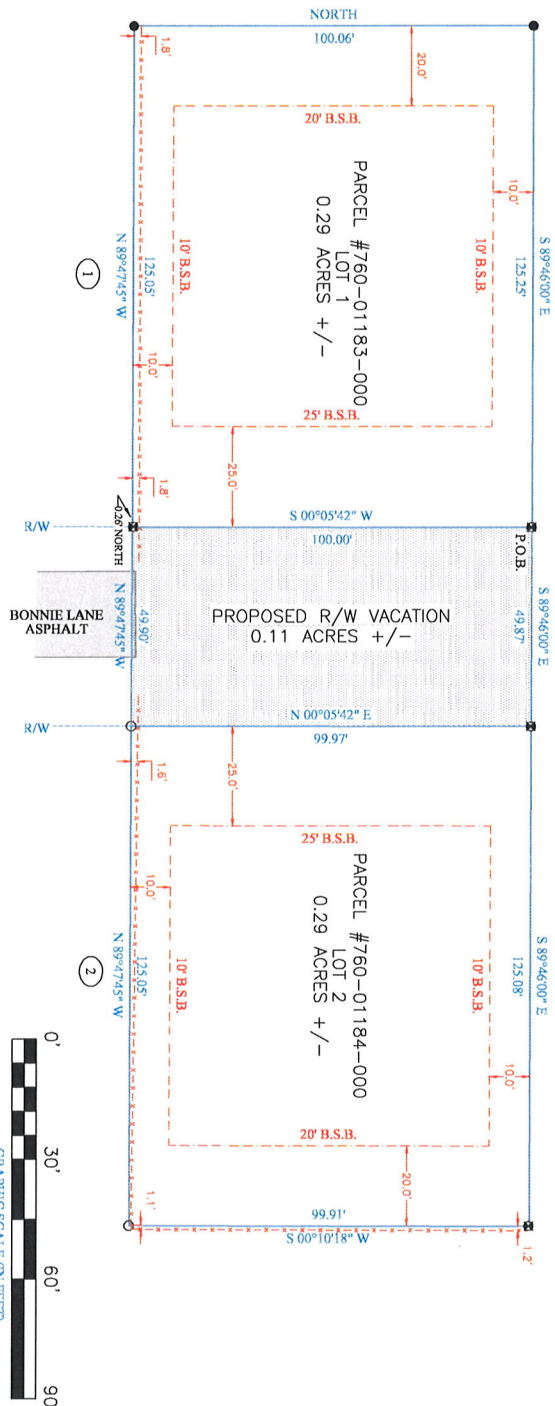 NORTH
100.06'
1.8'
20.0'
20' B.S.B.
10.0'
S 89°46'00" E
125.25'
10' B.S.B.
PARCEL #760-01183-000
LOT 1
0.29 ACRES +/-
10' B.S.B.
125.05'
N 89°47'45" W
1
10.0'
25' B.S.B.
25.0'
1.8'
0.26' NORTH
R/W
S 00°05'42" W
100.00'
P.O.B.
S 89°46'00" E
49.87'
PROPOSED R/W VACATION
0.11 ACRES +/-
49.90'
N 89°47'45" W
BONNIE LANE
ASPHALT
R/W
N 00°05'42" E
99.97'
1.6'
25.0'
25' B.S.B.
10.0'
S 89°46'00" E
125.08'
10' B.S.B.
PARCEL #760-01184-000
LOT 2
0.29 ACRES +/-
10' B.S.B.
125.05'
N 89°47'45" W
2
10.0'
20' B.S.B.
20.0'
1.1'
99.91'
S 00°10'18" W
1.2'
0'
30'
60'
90
GRAPHIC SCALE (IN FEET)